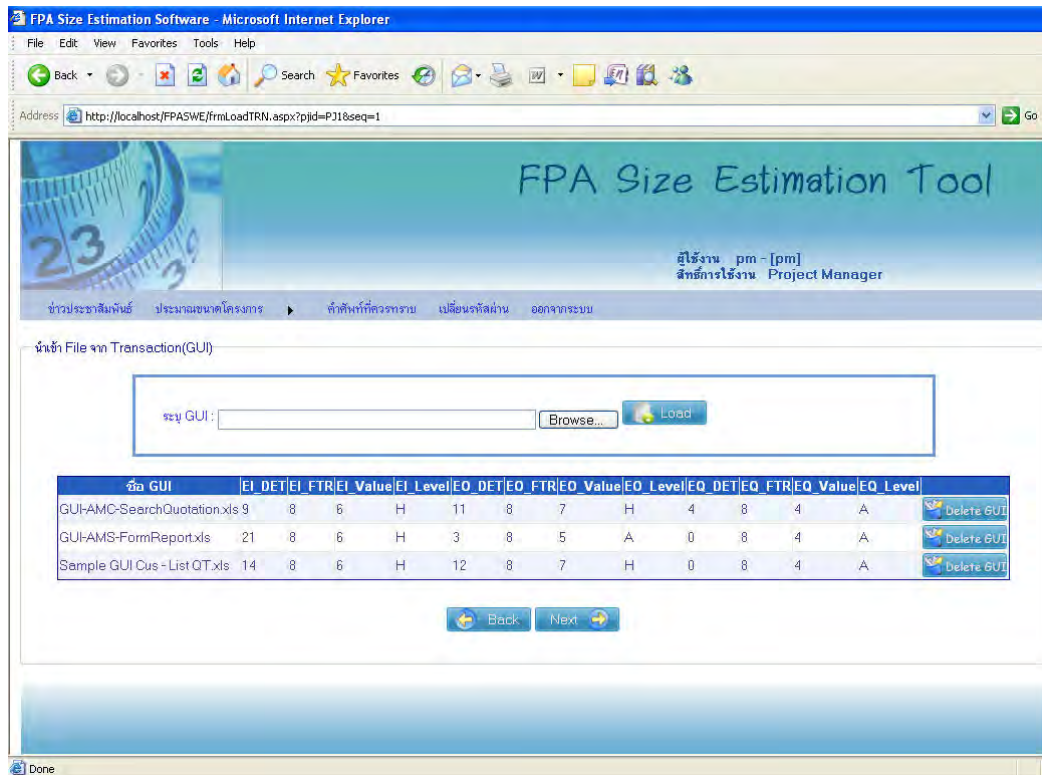 FPA Size Estimation Software - Microsoft Internet Explorer
File Edit View Favorites Tools Help
Back Search Favorites
Address http://localhost/FPASWE/frmLoadTRN.aspx?pjid=PJ1&seq=1 Go
23
FPA Size Estimation Tool
ผู้ใช้งาน pm - [pm]
สิทธิ์การใช้งาน Project Manager
ข่าวประชาสัมพันธ์ ประมาณขนาดโครงการ คำศัพท์ที่ควรทราบ เปลี่ยนรหัสผ่าน ออกจากระบบ
นำเข้า File จาก Transaction(GUI)
ระบุ GUI : Browse... Load
ชื่อ GUI EI_DET EI_FTR EI_Value EI_Level EO_DET EO_FTR EO_Value EO_Level EQ_DET EQ_FTR EQ_Value EQ_Level
GUI-AMC-SearchQuotation.xls 9 8 6 H 11 8 7 H 4 8 4 A Delete GUI
GUI-AMS-FormReport.xls 21 8 6 H 3 8 5 A 0 8 4 A Delete GUI
Sample GUI Cus - List QT.xls 14 8 6 H 12 8 7 H 0 8 4 A Delete GUI
Back Next
Done